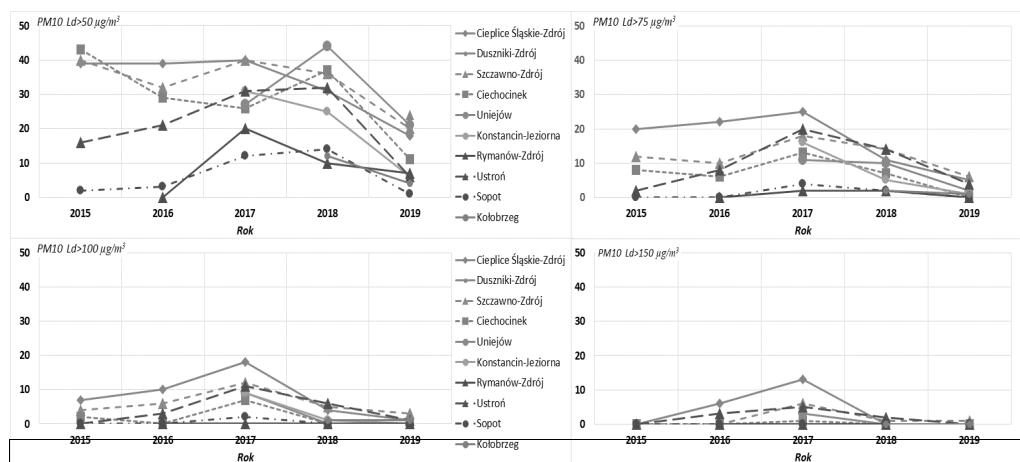 PM10 Ld>50 µg/m³
50
40
30
20
10
0
2015 2016 2017 2018 2019
Rok
Cieplice Śląskie-Zdrój
Duszniki-Zdrój
Szczawno-Zdrój
Ciechocinek
Uniejów
Konstancin-Jeziorna
Rymanów-Zdrój
Ustroń
Sopot
Kołobrzeg
PM10 Ld>75 µg/m³
50
40
30
20
10
0
2015 2016 2017 2018 2019
Rok
PM10 Ld>100 µg/m³
50
40
30
20
10
0
2015 2016 2017 2018 2019
Rok
Cieplice Śląskie-Zdrój
Duszniki-Zdrój
Szczawno-Zdrój
Ciechocinek
Uniejów
Konstancin-Jeziorna
Rymanów-Zdrój
Ustroń
Sopot
Kołobrzeg
PM10 Ld>150 µg/m³
50
40
30
20
10
0
2015 2016 2017 2018 2019
Rok